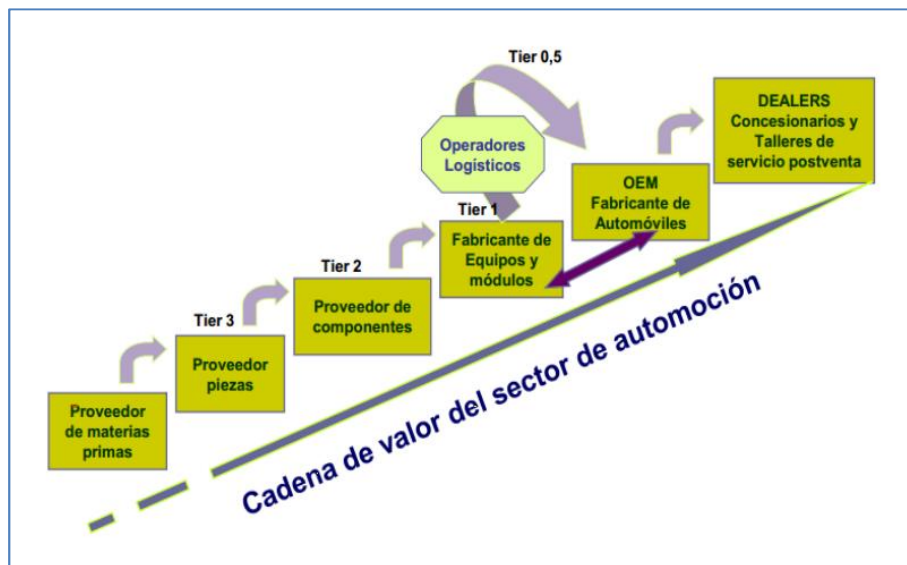 Tier 0,5
DEALERS
Concesionarios y
Talleres de
servicio postventa
Operadores
Logísticos
OEM
Fabricante de
Automóviles
Tier 1
Fabricante de
Equipos y
módulos
Tier 2
Proveedor de
componentes
Tier 3
Proveedor
piezas
Proveedor
de materias
primas
Cadena de valor del sector de automoción